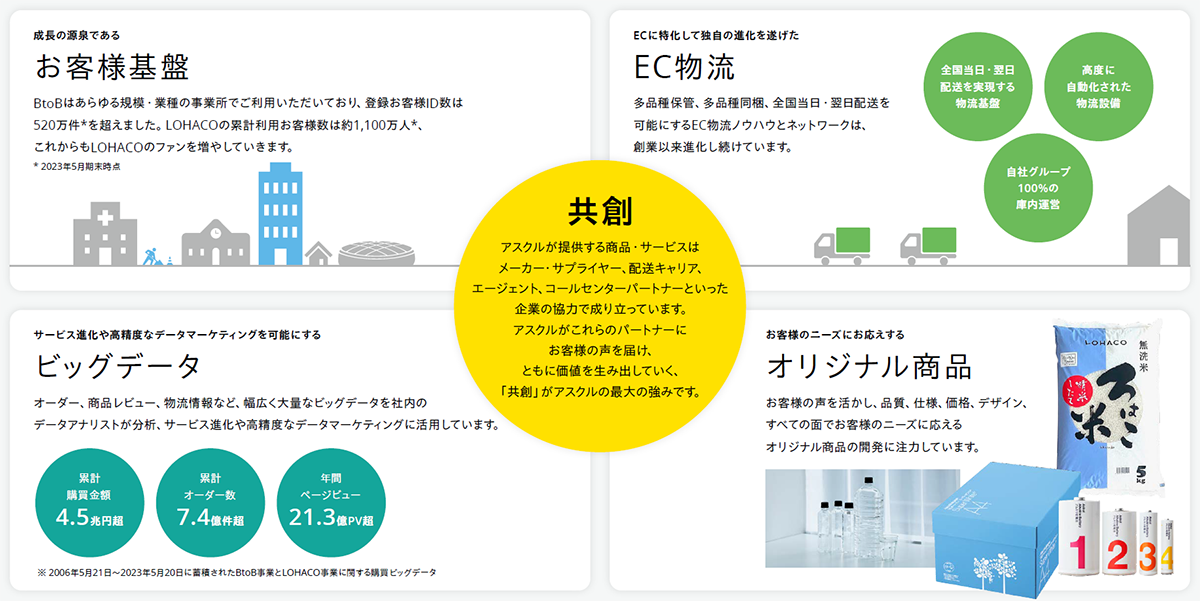 成長の源泉である
お客様基盤
BtoBはあらゆる規模・業種の事業所でご利用いただいており、登録お客様ID数は
520万件*を超えました。LOHACOの累計利用お客様数は約1,100万人*、
これからもLOHACOのファンを増やしていきます。
* 2023年5月期末時点
ECに特化して独自の進化を遂げた
EC物流
多品種保管、多品種同梱、全国当日・翌日配送を
可能にするEC物流ノウハウとネットワークは、
創業以来進化し続けています。
全国当日・翌日
配送を実現する
物流基盤
高度に
自動化された
物流設備
自社グループ
100%の
庫内運営
共創
アスクルが提供する商品・サービスは
メーカー・サプライヤー、配送キャリア、
エージェント、コールセンターパートナーといった
企業の協力で成り立っています。
アスクルがこれらのパートナーに
お客様の声を届け、
ともに価値を生み出していく、
「共創」がアスクルの最大の強みです。
サービス進化や高精度なデータマーケティングを可能にする
ビッグデータ
オーダー、商品レビュー、物流情報など、幅広く大量なビッグデータを社内の
データアナリストが分析、サービス進化や高精度なデータマーケティングに活用しています。
累計
購買金額
4.5兆円超
累計
オーダー数
7.4億件超
年間
ページビュー
21.3億PV超
※ 2006年5月21日～2023年5月20日に蓄積されたBtoB事業とLOHACO事業に関する購買ビッグデータ
お客様のニーズにお応えする
オリジナル商品
お客様の声を活かし、品質、仕様、価格、デザイン、
すべての面でお客様のニーズに応える
オリジナル商品の開発に注力しています。
LOHACO
無洗米
ろはこ米
5kg
1
2
3
4